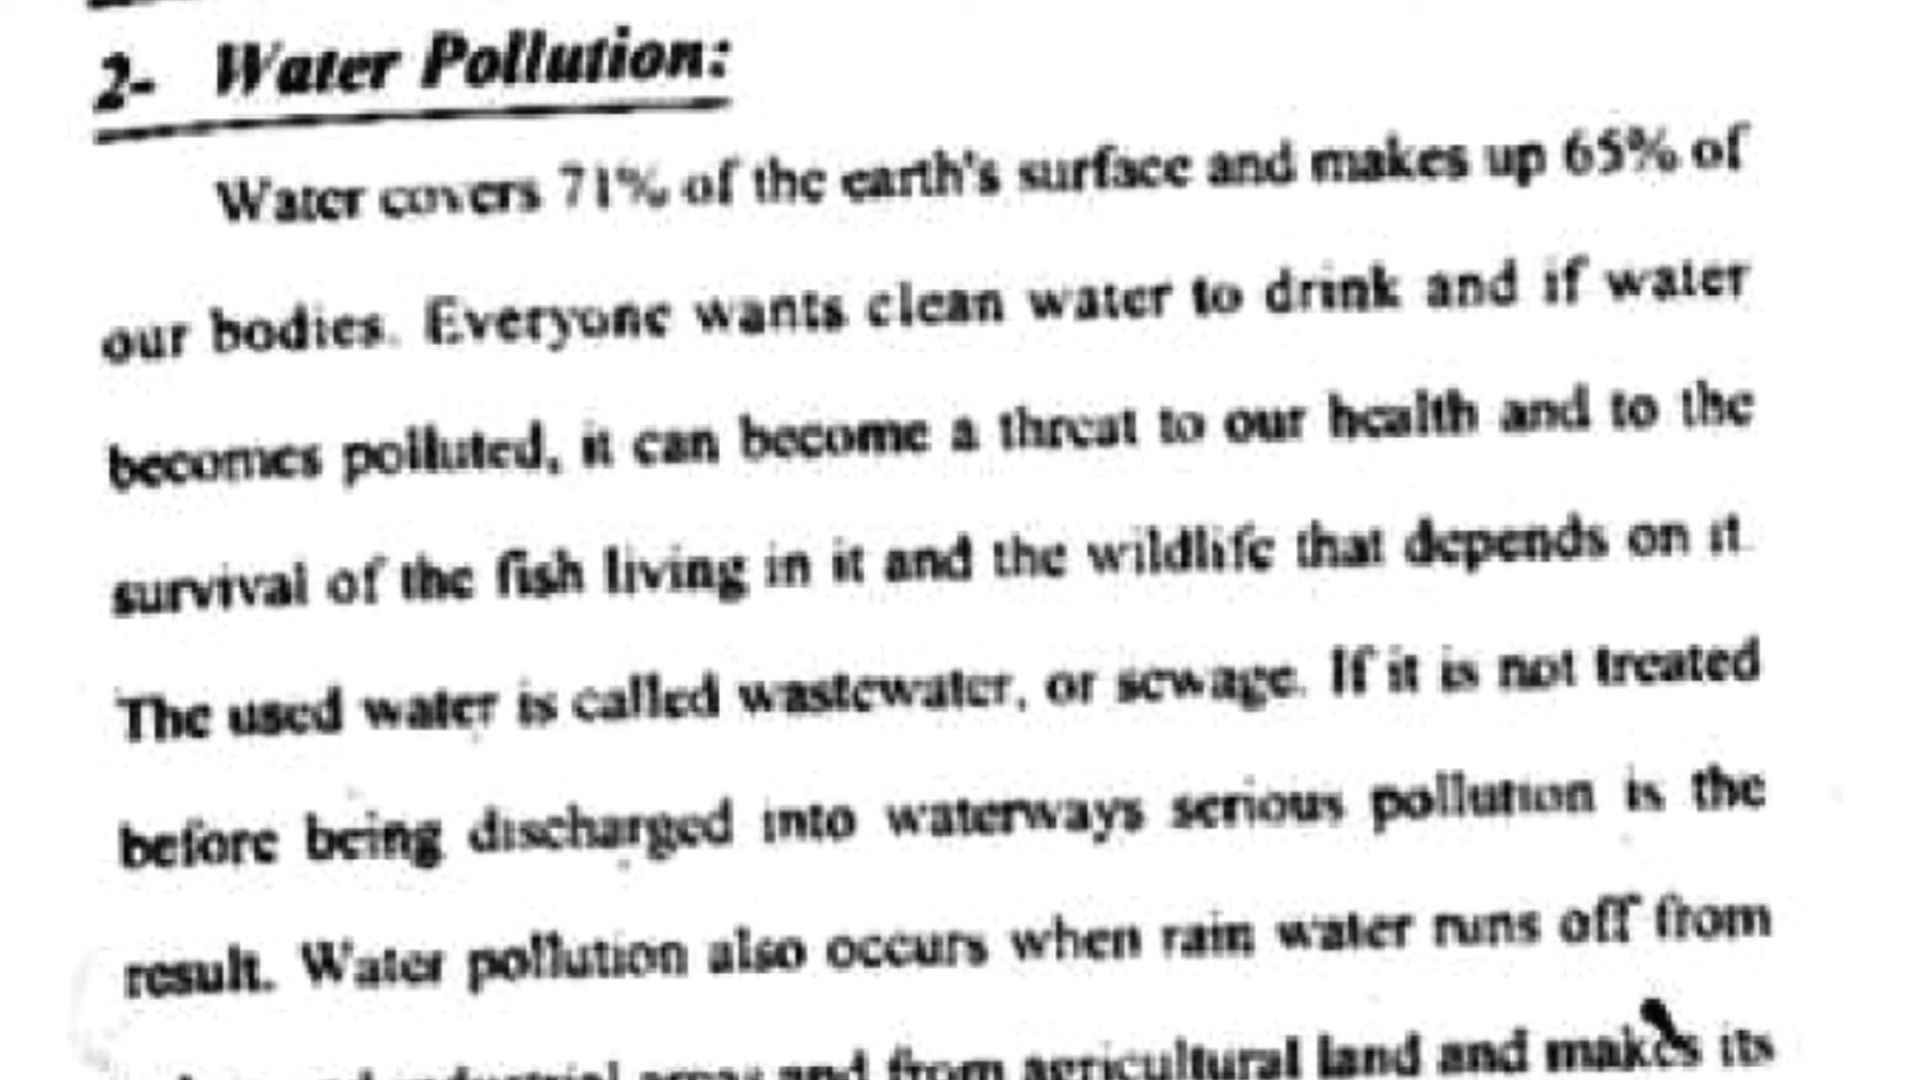 2- Water Pollution:
Water covers 71% of the earth's surface and makes up 65% of
our bodies. Everyone wants clean water to drink and if water
becomes polluted, it can become a threat to our health and to the
survival of the fish living in it and the wildlife that depends on it.
The used water is called wastewater, or sewage. If it is not treated
before being discharged into waterways serious pollution is the
result. Water pollution also occurs when rain water runs off from
industrial areas and from agricultural land and makes its